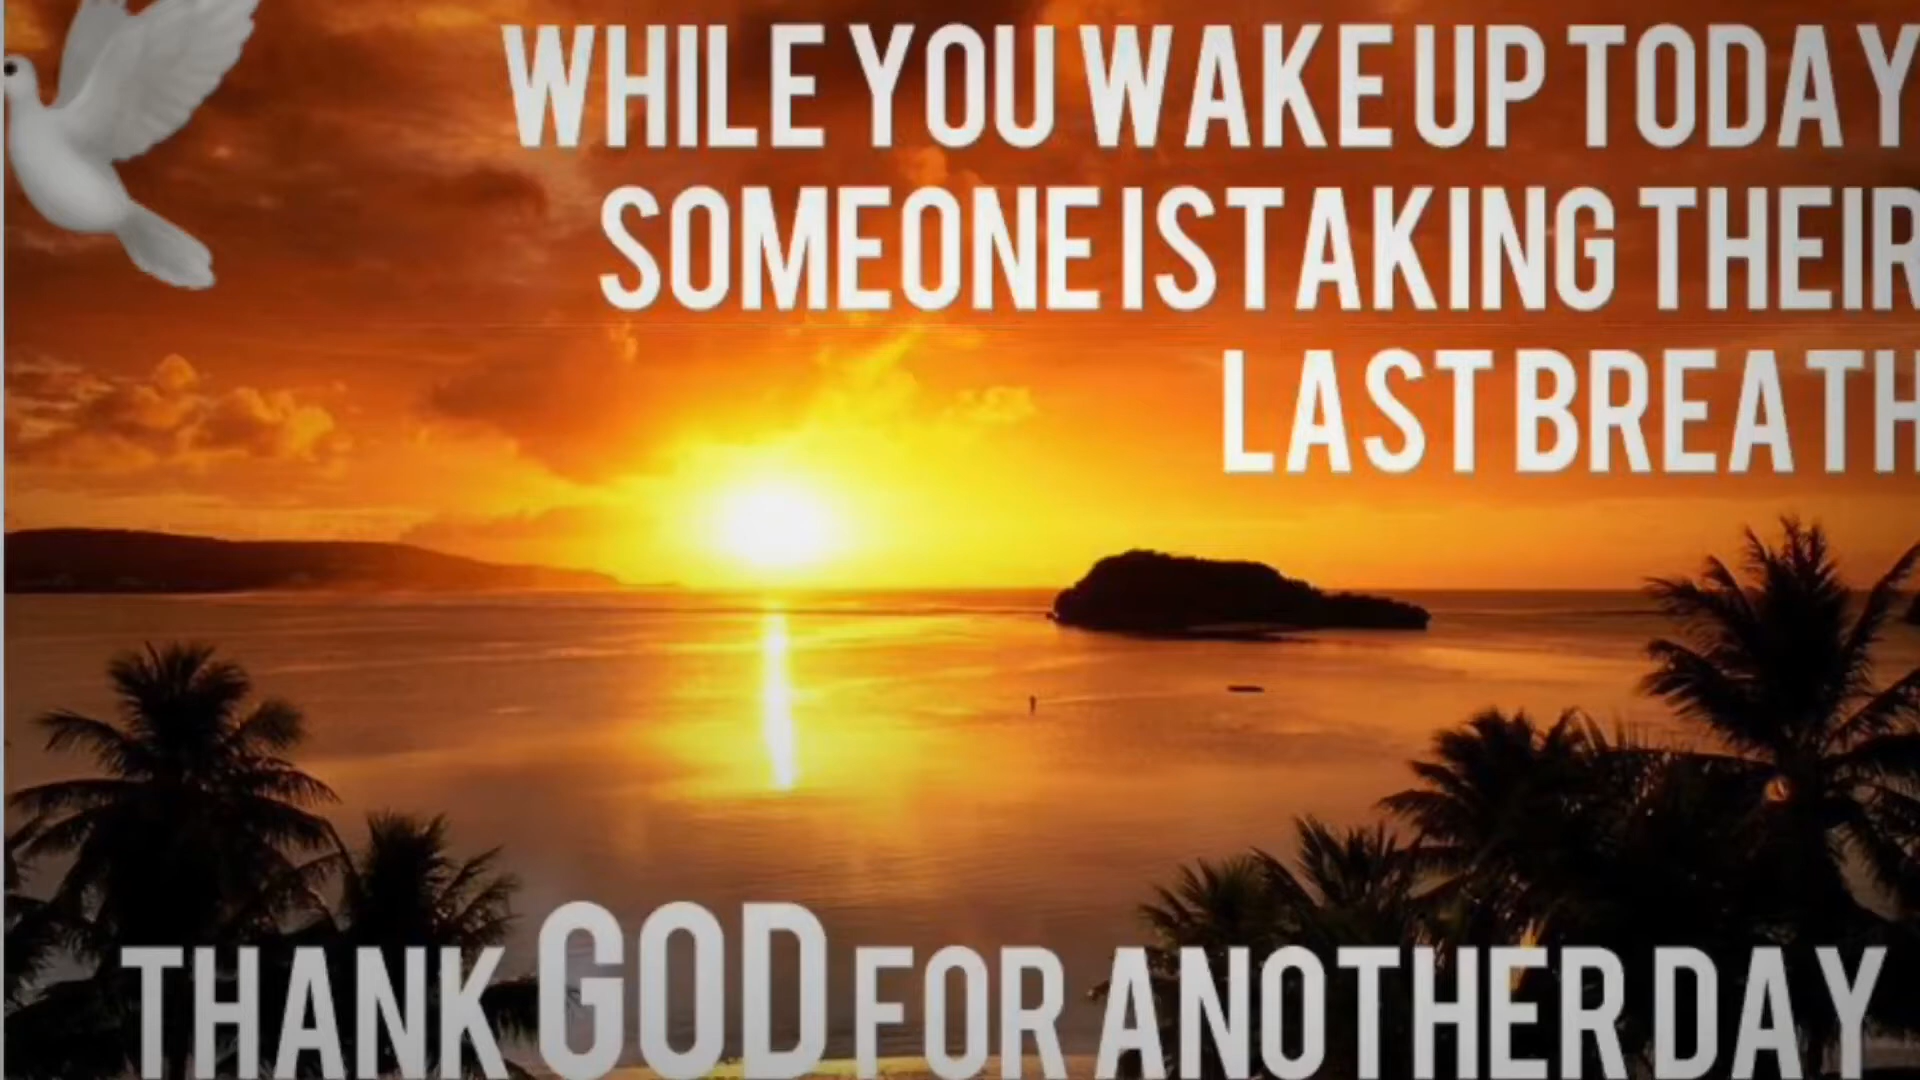 WHILE YOU WAKE UP TODAY
SOMEONE IS TAKING THEIR
LAST BREATH
THANK GOD FOR ANOTHER DAY